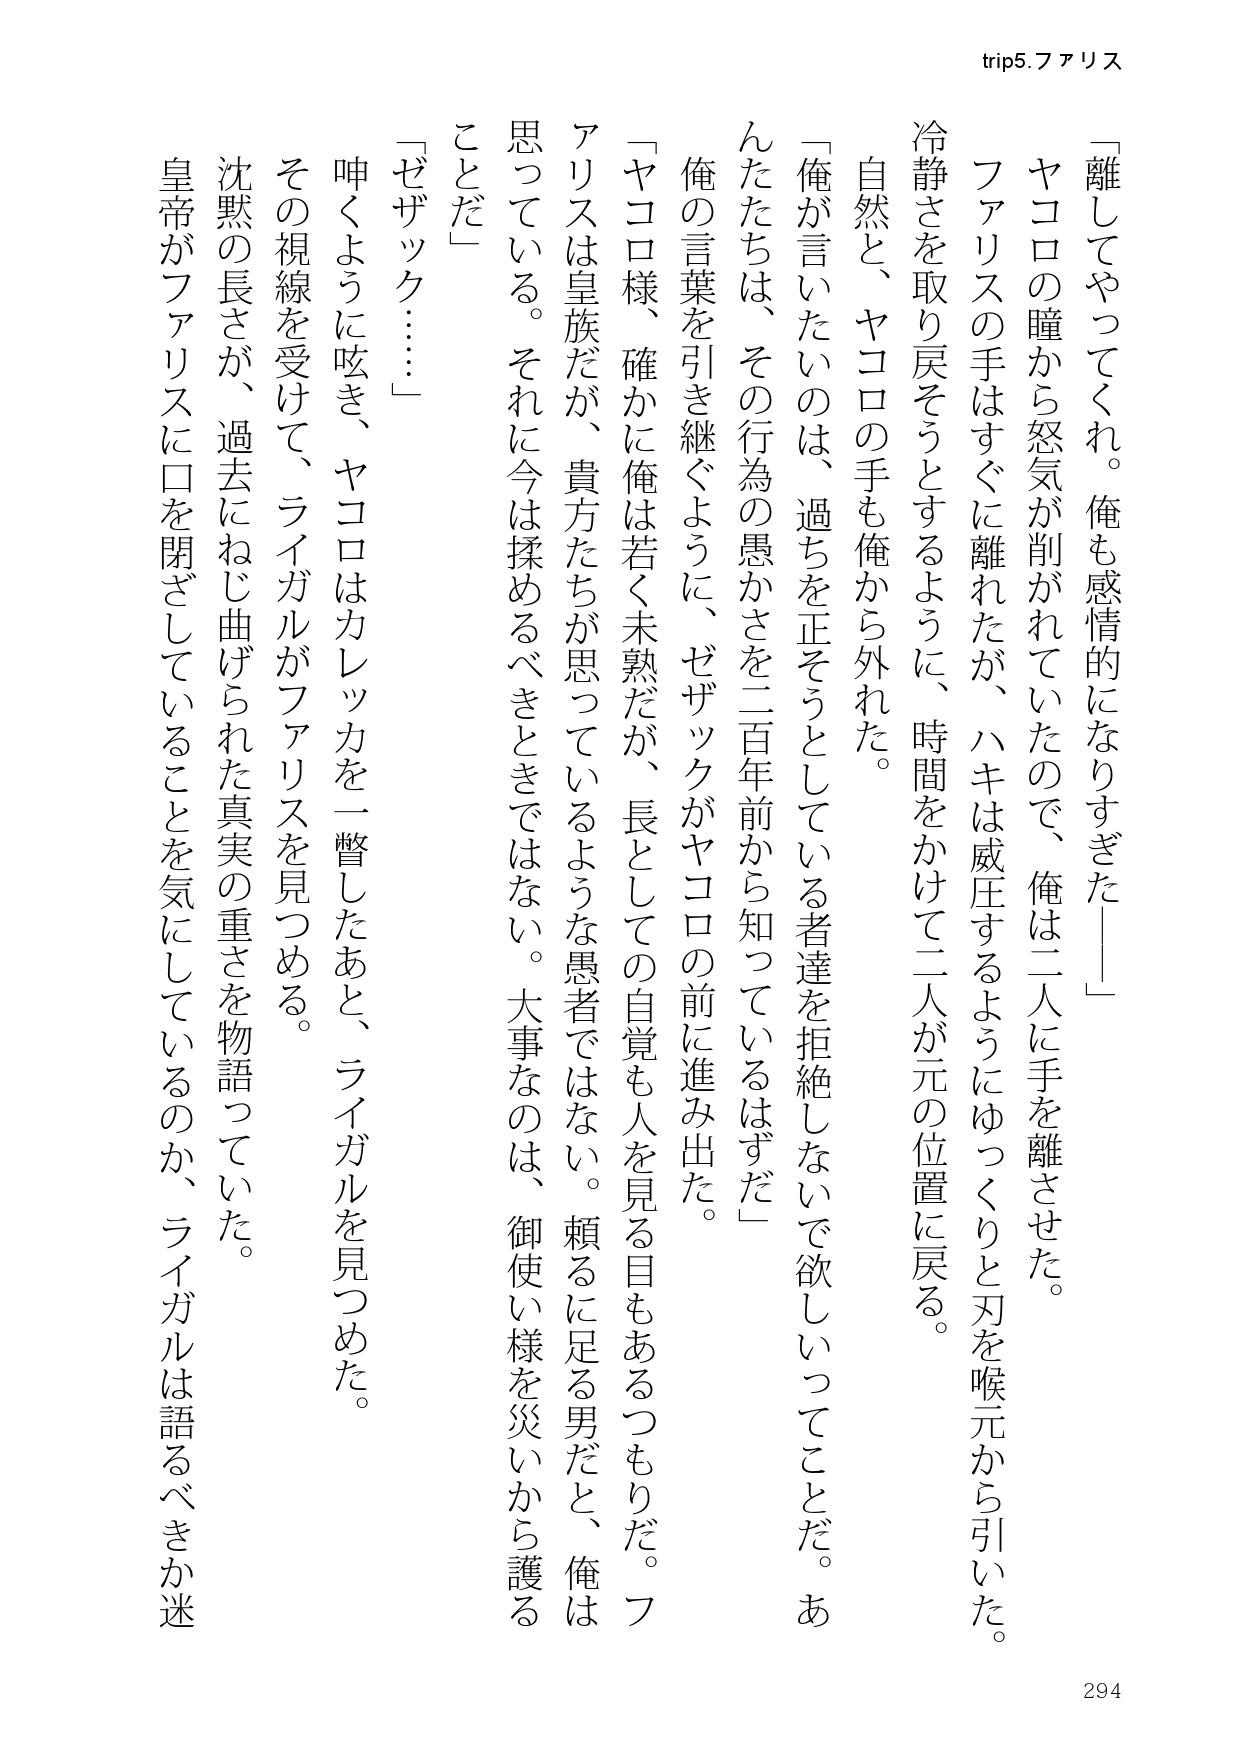 trip5.ファリス
「離してやってくれ。俺も感情的になりすぎた――」
ヤコロの瞳から怒気が削がれていたので、俺は二人に手を離させた。
ファリスの手はすぐに離れたが、ハキは威圧するようにゆっくりと刃を喉元から引いた。
冷静さを取り戻そうとするように、時間をかけて二人が元の位置に戻る。
自然と、ヤコロの手も俺から外れた。
「俺が言いたいのは、過ちを正そうとしている者達を拒絶しないで欲しいってことだ。あ
んたたちは、その行為の愚かさを二百年前から知っているはずだ」
俺の言葉を引き継ぐように、ゼザックがヤコロの前に進み出た。
「ヤコロ様、確かに俺は若く未熟だが、長としての自覚も人を見る目もあるつもりだ。フ
ァリスは皇族だが、貴方たちが思っているような愚者ではない。頼るに足る男だと、俺は
思っている。それに今は揉めるべきときではない。大事なのは、御使い様を災いから護る
ことだ」
「ゼザック……」
呻くように呟き、ヤコロはカレッカを一瞥したあと、ライガルを見つめた。
その視線を受けて、ライガルがファリスを見つめる。
沈黙の長さが、過去にねじ曲げられた真実の重さを物語っていた。
皇帝がファリスに口を閉ざしていることを気にしているのか、ライガルは語るべきか迷
294